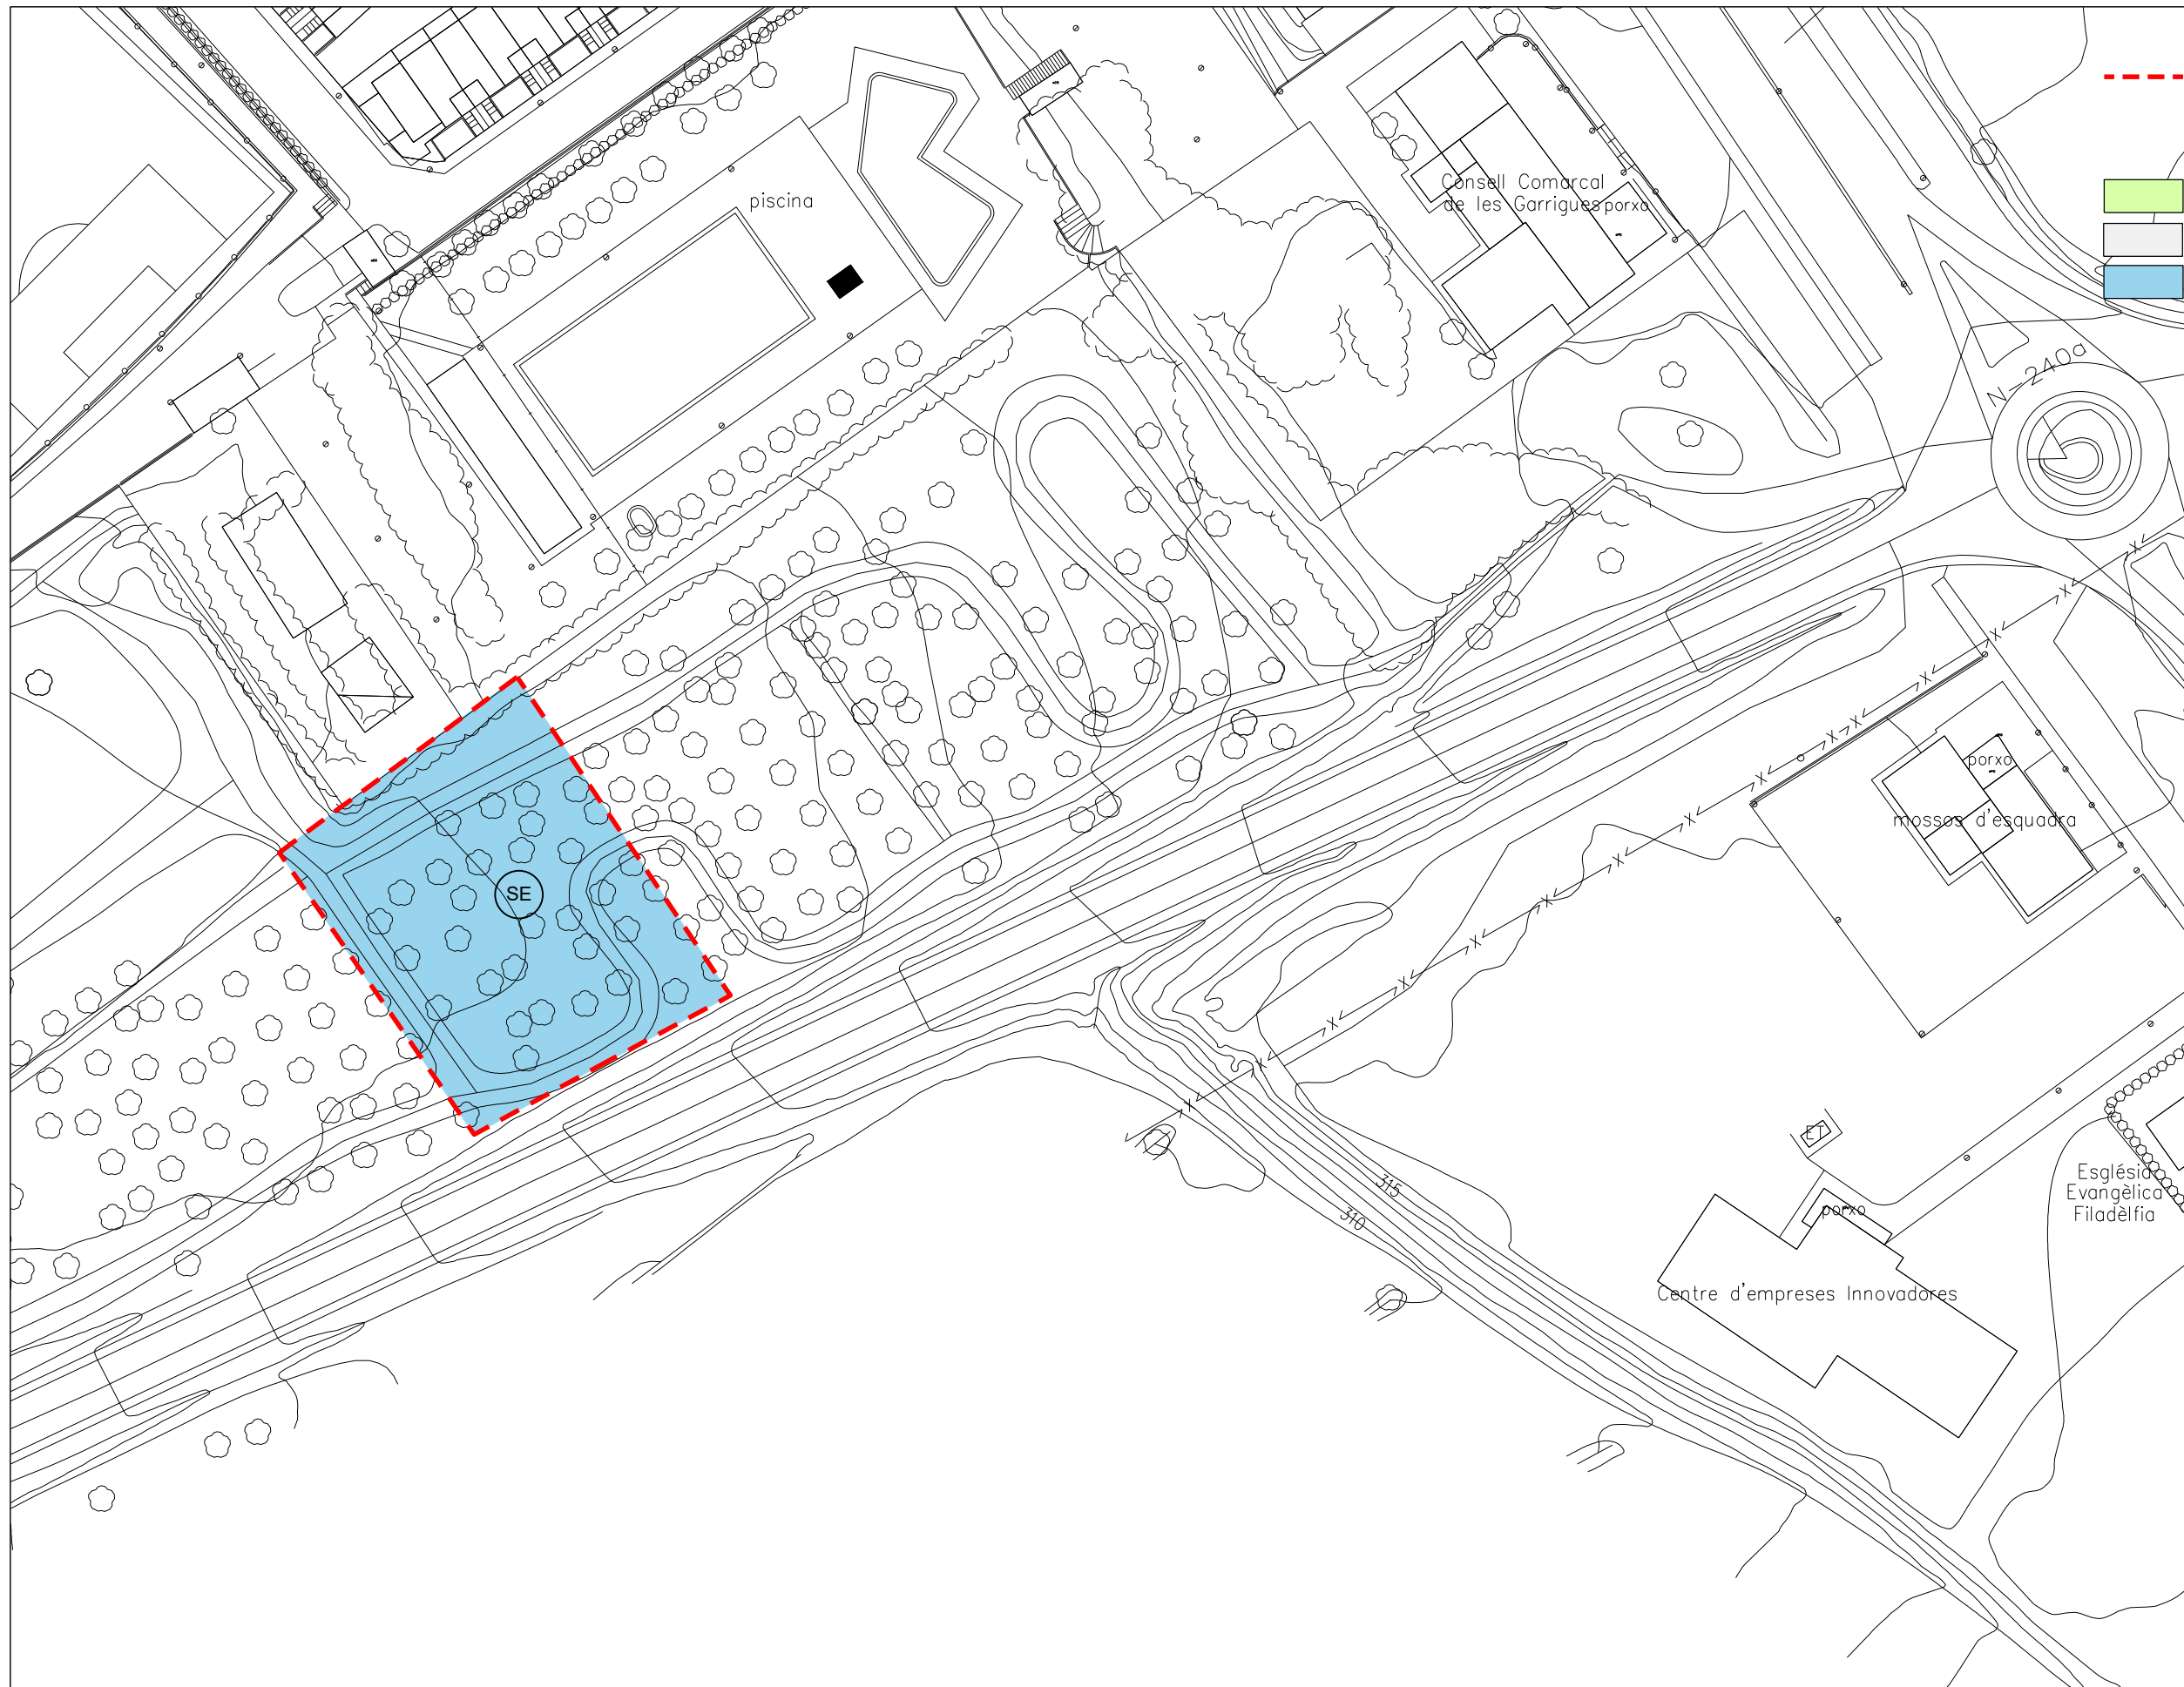 piscina
Consell Comarcal
de les Garrigues
porxo
N-240a
SE
porxo
mossos d'esquadra
ET
Església
Evangèlica
Filadèlfia
porxo
315
310
Centre d'empreses Innovadores